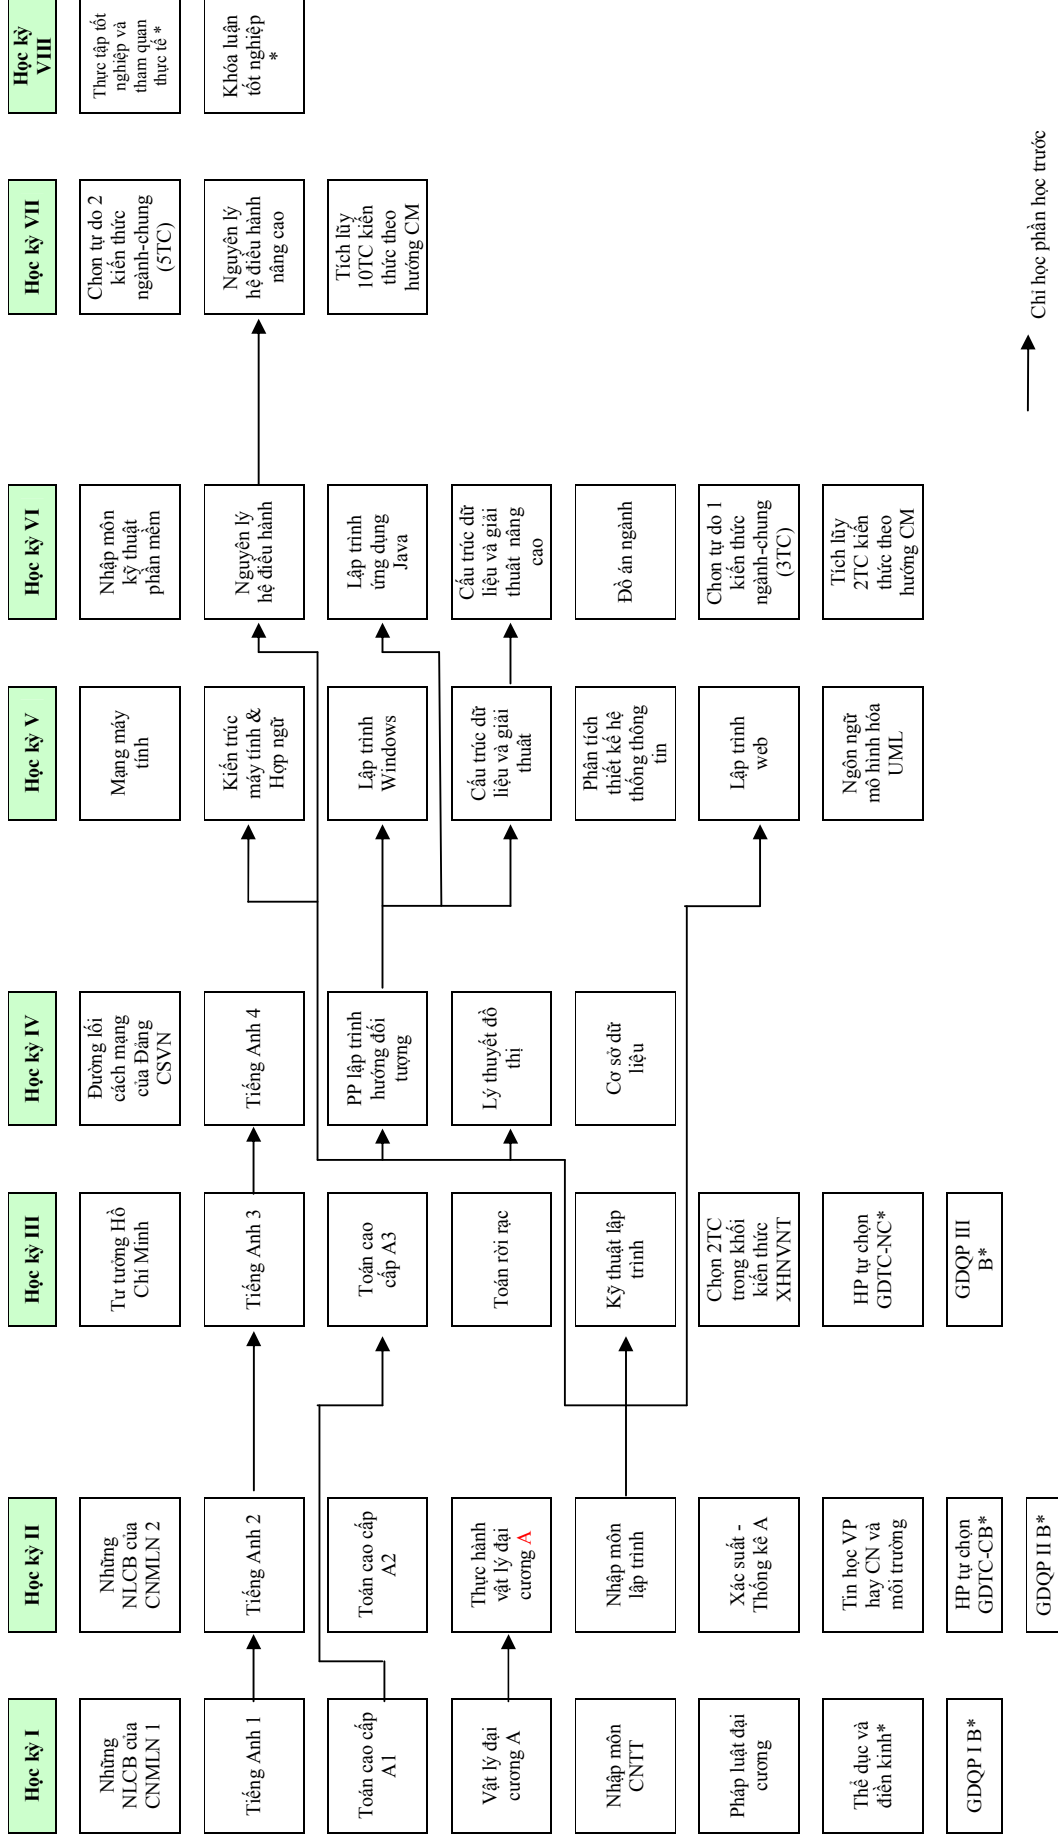 Học kỳ I
Những
NLCB của
CNMLN 1
Tiếng Anh 1
Toán cao cấp
A1
Vật lý đại
cương A
Nhập môn
CNTT
Pháp luật đại
cương
Thể dục và
điền kinh*
GDQP I B*
Học kỳ II
Những
NLCB của
CNMLN 2
Tiếng Anh 2
Toán cao cấp
A2
Thực hành
vật lý đại
cương A
Nhập môn
lập trình
Xác suất -
Thống kê A
Tin học VP
hay CN và
môi trường
HP tự chọn
GDTC-CB*
GDQP II B*
Học kỳ III
Tư tưởng Hồ
Chí Minh
Tiếng Anh 3
Toán cao
cấp A3
Toán rời rạc
Kỹ thuật lập
trình
Chọn 2TC
trong khối
kiến thức
XHNVNT
HP tự chọn
GDTC-NC*
GDQP III
B*
Học kỳ IV
Đường lối
cách mạng
của Đảng
CSVN
Tiếng Anh 4
PP lập trình
hướng đối
tượng
Lý thuyết đồ
thị
Cơ sở dữ
liệu
Học kỳ V
Mạng máy
tính
Kiến trúc
máy tính &
Hợp ngữ
Lập trình
Windows
Cấu trúc dữ
liệu và giải
thuật
Phân tích
thiết kế hệ
thống thông
tin
Lập trình
web
Ngôn ngữ
mô hình hóa
UML
Học kỳ VI
Nhập môn
kỹ thuật
phần mềm
Nguyên lý
hệ điều hành
Lập trình
ứng dụng
Java
Cấu trúc dữ
liệu và giải
thuật nâng
cao
Đồ án ngành
Chọn tự do 1
kiến thức
ngành-chung
(3TC)
Tích lũy
2TC kiến
thức theo
hướng CM
Học kỳ VII
Chọn tự do 2
kiến thức
ngành-chung
(5TC)
Nguyên lý
hệ điều hành
nâng cao
Tích lũy
10TC kiến
thức theo
hướng CM
Học kỳ
VIII
Thực tập tốt
nghiệp và
tham quan
thực tế *
Khóa luận
tốt nghiệp
*
Chỉ học phần học trước